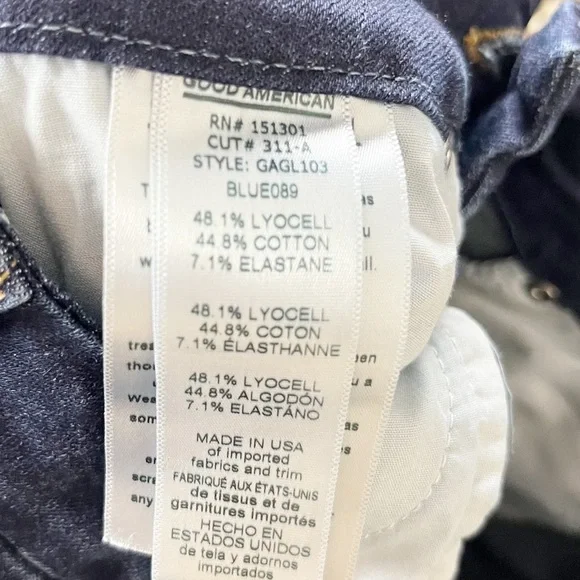 GOOD AMERICAN
RN# 151301
CUT# 311-A
STYLE: GAGL103
BLUE089
48.1% LYOCELL
44.8% COTTON
7.1% ELASTANE
48.1% LYOCELL
44.8% COTON
7.1% ÉLASTHANNE
48.1% LYOCELL
44.8% ALGODÓN
7.1% ELASTÁNO
MADE IN USA
of imported
fabrics and trim
FABRIQUÉ AUX ÉTATS-UNIS
de tissus et de
garnitures importés
HECHO EN
ESTADOS UNIDOS
de tela y adornos
importados